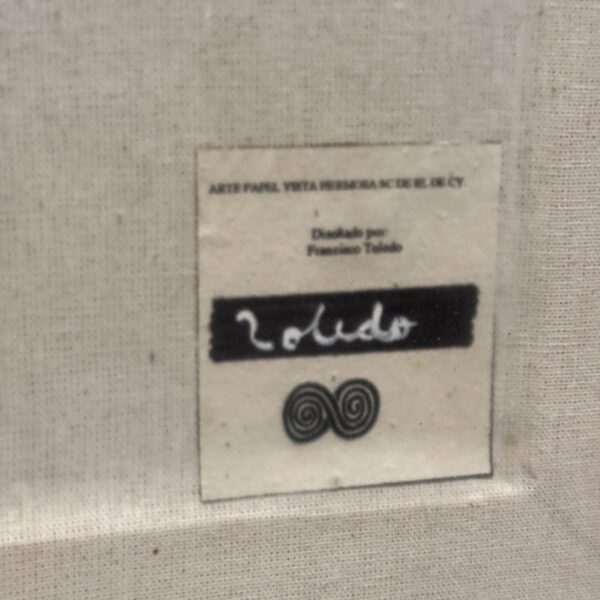 ARTE PAPEL VISTA HERMOSA SC DE RL DE CV
Diseñado por:
Francisco Toledo
Toledo